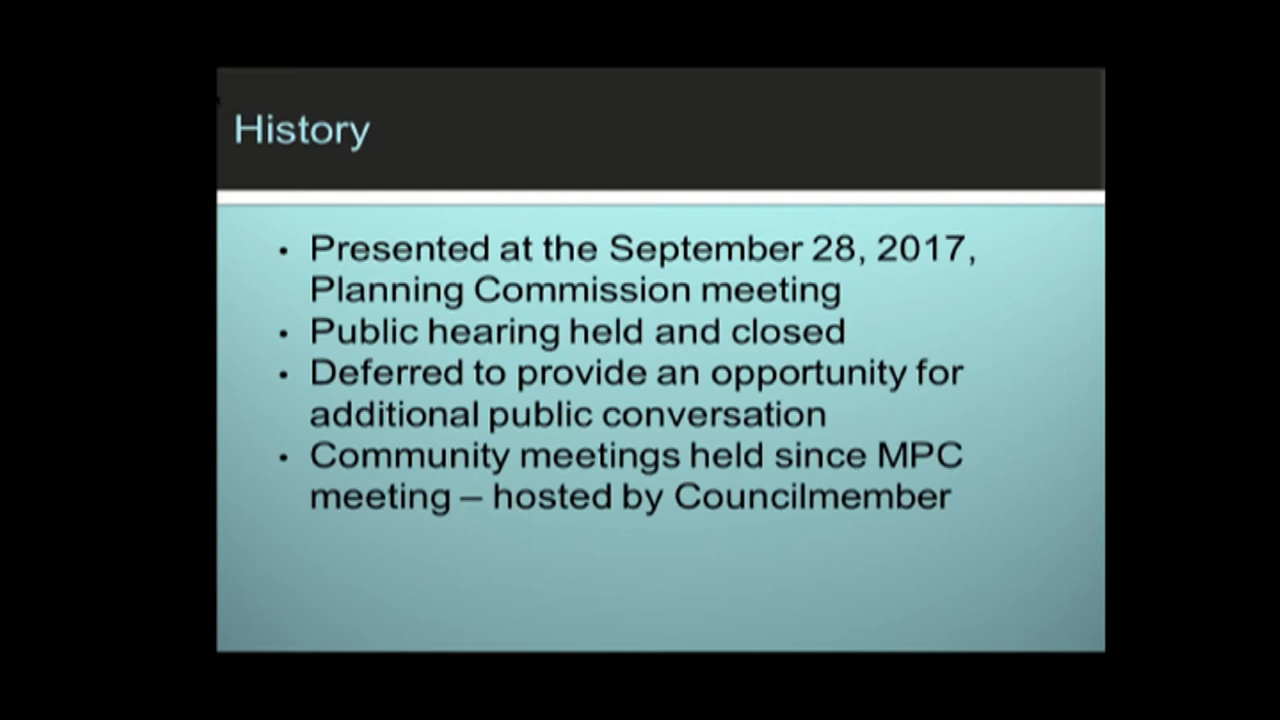 History
• Presented at the September 28, 2017,
Planning Commission meeting
• Public hearing held and closed
• Deferred to provide an opportunity for
additional public conversation
• Community meetings held since MPC
meeting – hosted by Councilmember